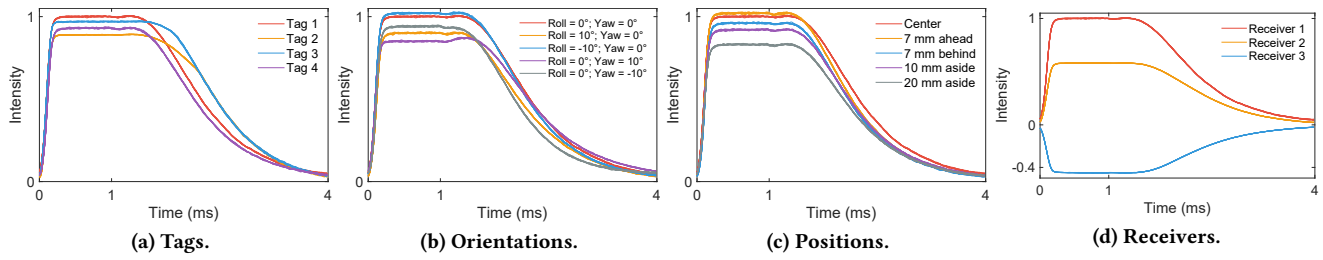 Intensity
1
0
0
1
4
Time (ms)
Tag 1
Tag 2
Tag 3
Tag 4
(a) Tags.
Intensity
1
0
0
1
4
Time (ms)
Roll = 0°; Yaw = 0°
Roll = 10°; Yaw = 0°
Roll = -10°; Yaw = 0°
Roll = 0°; Yaw = 10°
Roll = 0°; Yaw = -10°
(b) Orientations.
Intensity
1
0
0
1
4
Time (ms)
Center
7 mm ahead
7 mm behind
10 mm aside
20 mm aside
(c) Positions.
Intensity
1
0
-0.4
0
1
4
Time (ms)
Receiver 1
Receiver 2
Receiver 3
(d) Receivers.